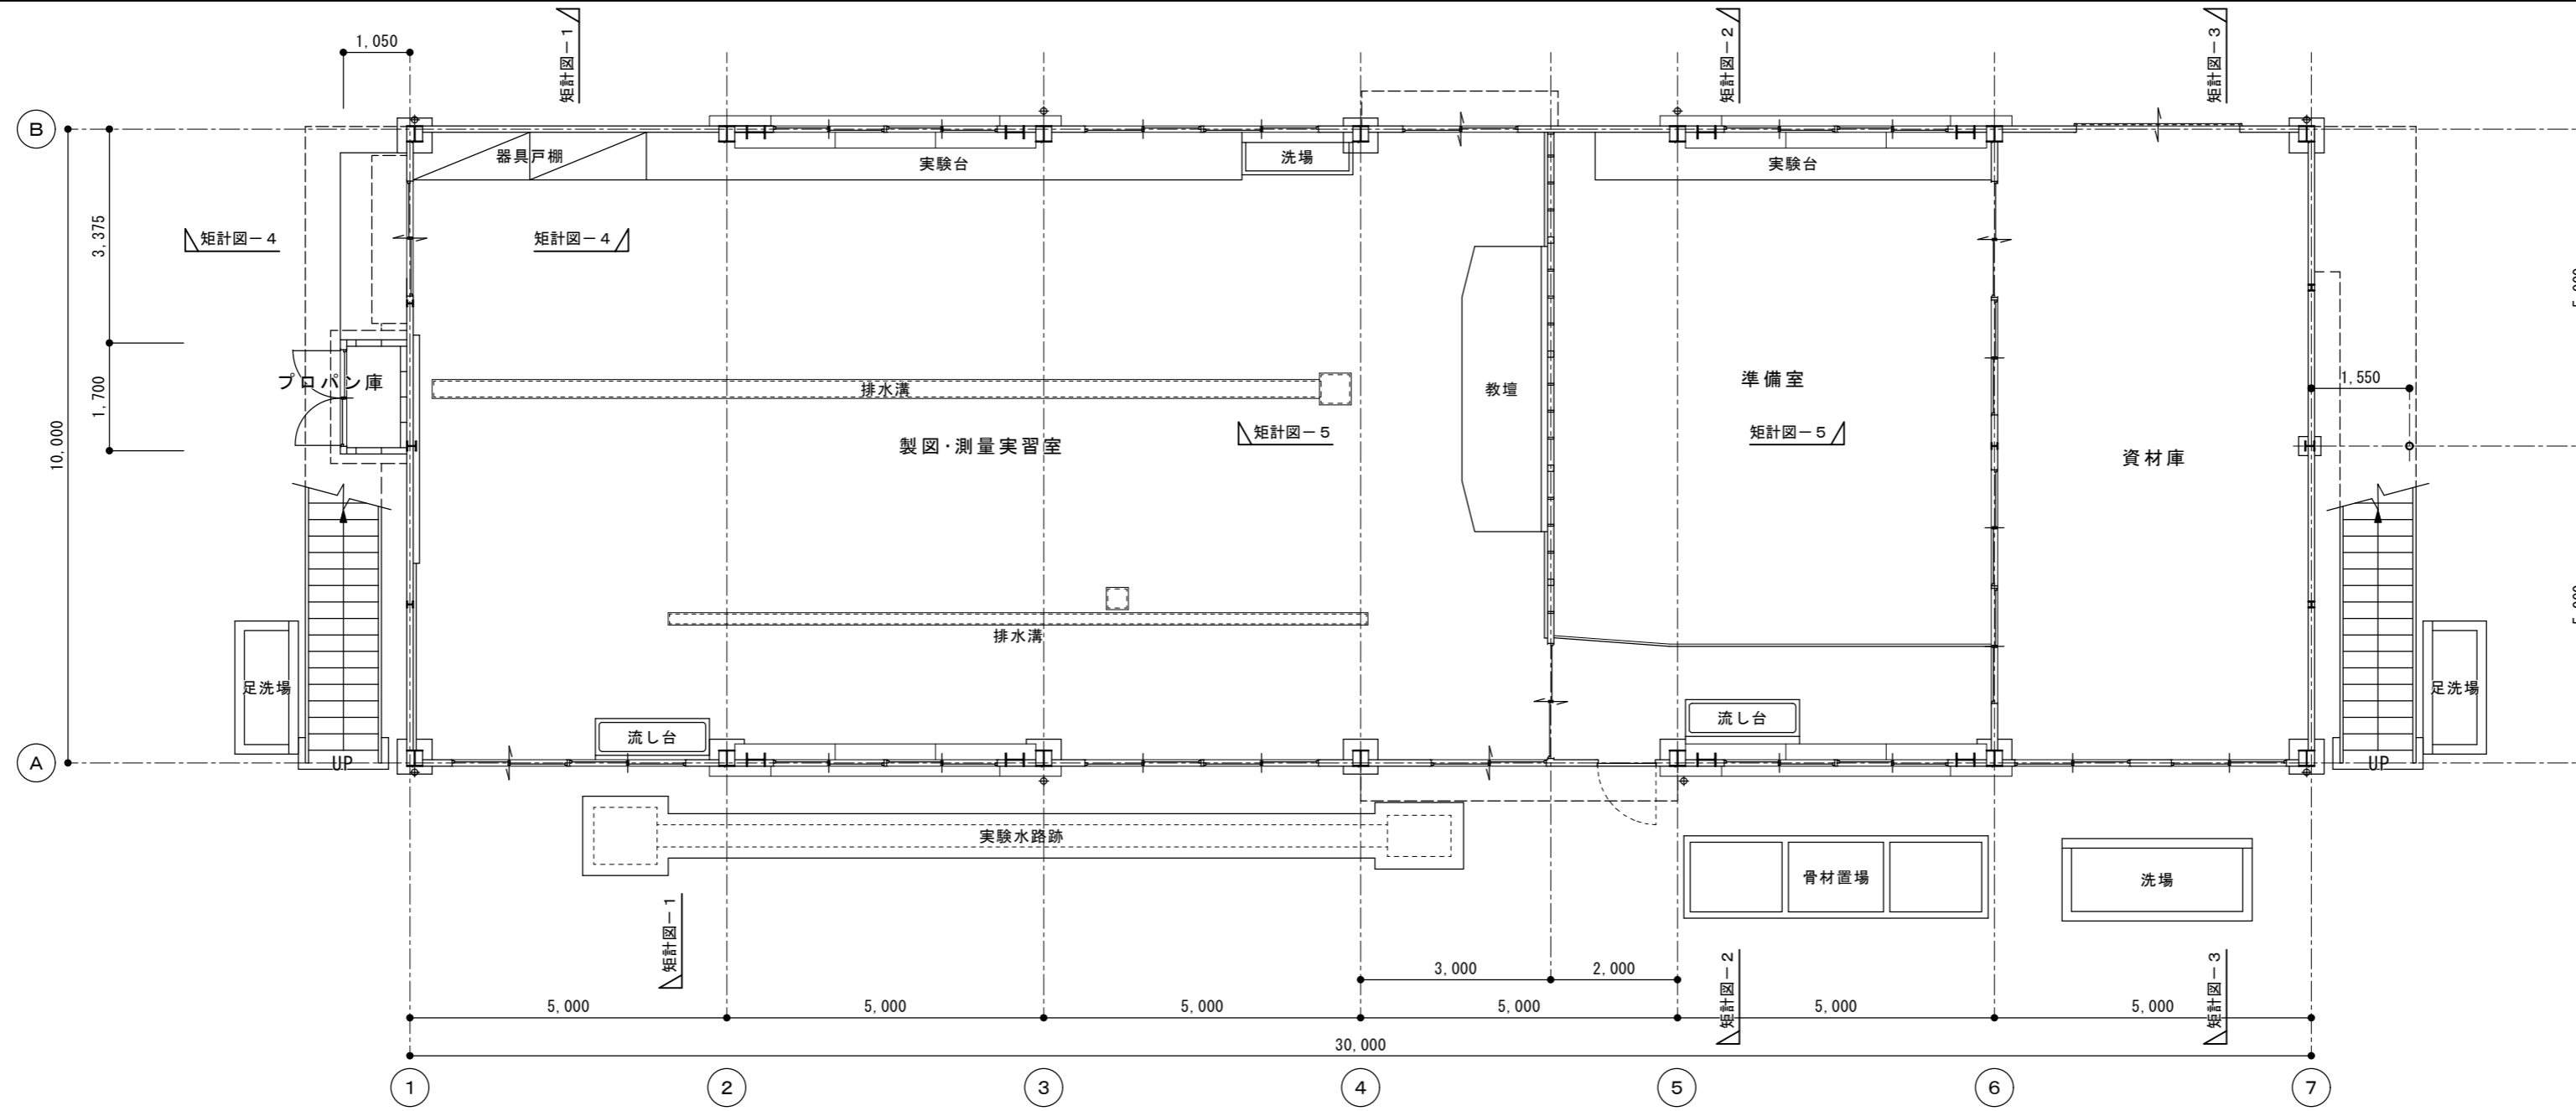 矩計図－1
矩計図－2
矩計図－3
1,050
B
器具戸棚
実験台
洗場
実験台
3,375
矩計図－4
矩計図－4
5,000
プロパン庫
排水溝
教壇
準備室
1,550
1,700
10,000
矩計図－5
矩計図－5
製図・測量実習室
資材庫
5,000
排水溝
足洗場
流し台
流し台
足洗場
A
UP
UP
実験水路跡
骨材置場
洗場
矩計図－1
矩計図－2
矩計図－3
3,000
2,000
5,000
5,000
5,000
5,000
5,000
5,000
30,000
1
2
3
4
5
6
7